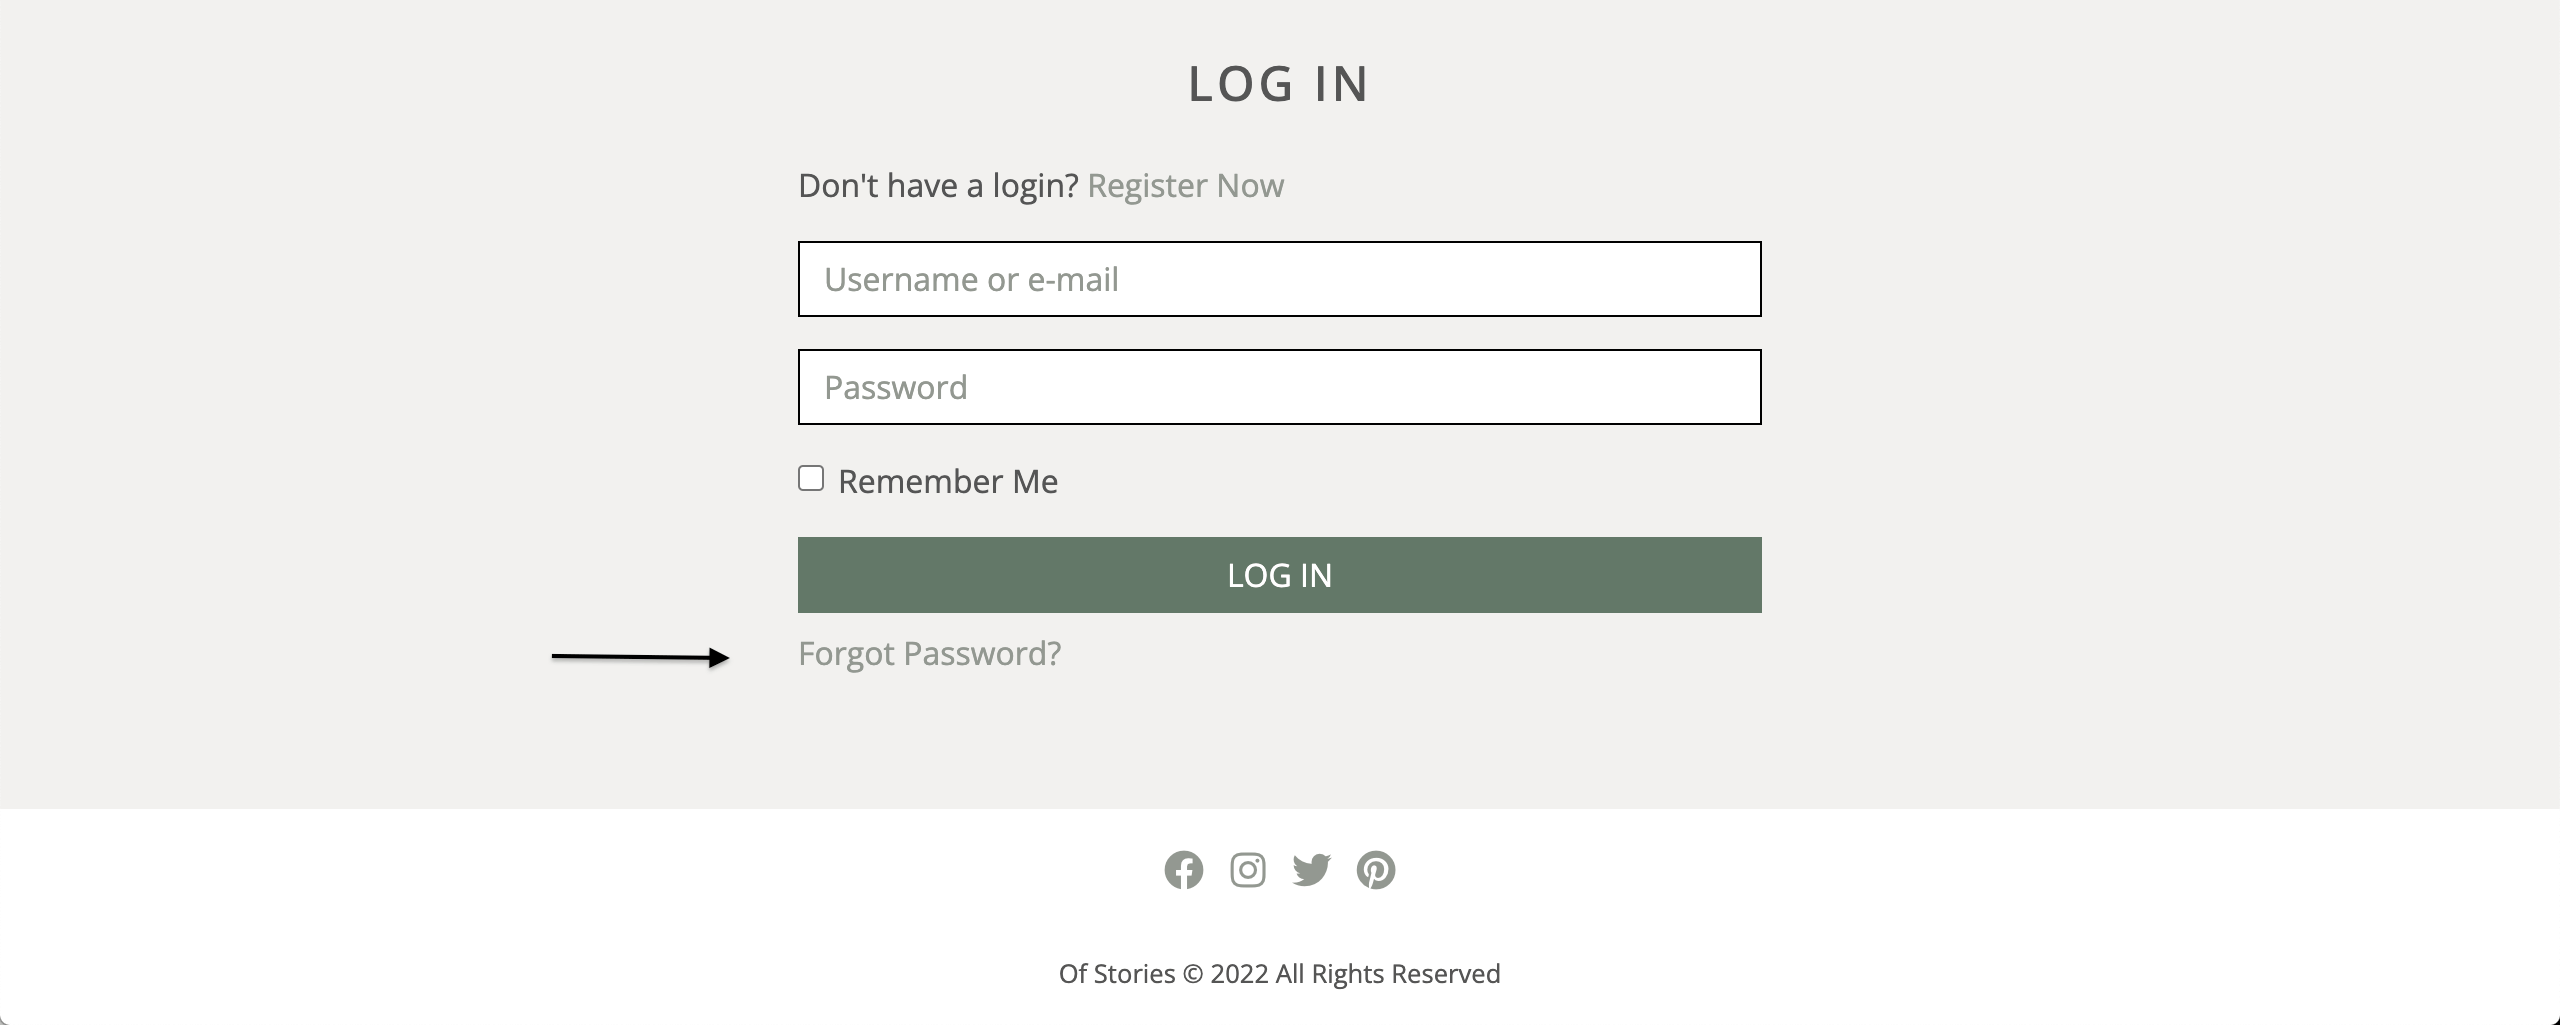 LOG IN
Don't have a login? Register Now
Username or e-mail
Password
Remember Me
LOG IN
Forgot Password?
Of Stories © 2022 All Rights Reserved